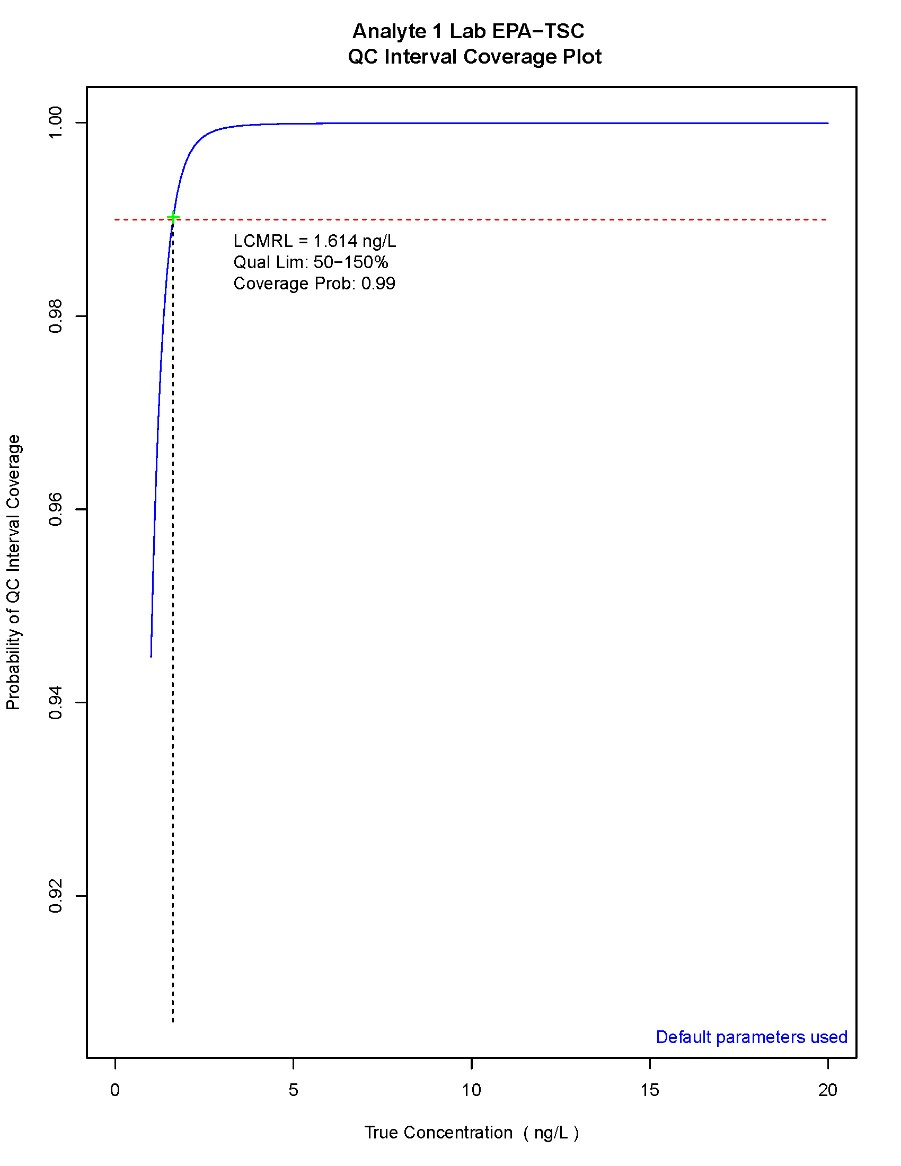 Analyte 1 Lab EPA−TSC
QC Interval Coverage Plot
1.00
0.98
0.96
0.94
0.92
Probability of QC Interval Coverage
LCMRL = 1.614 ng/L
Qual Lim: 50−150%
Coverage Prob: 0.99
Default parameters used
0 5 10 15 20
True Concentration ( ng/L )